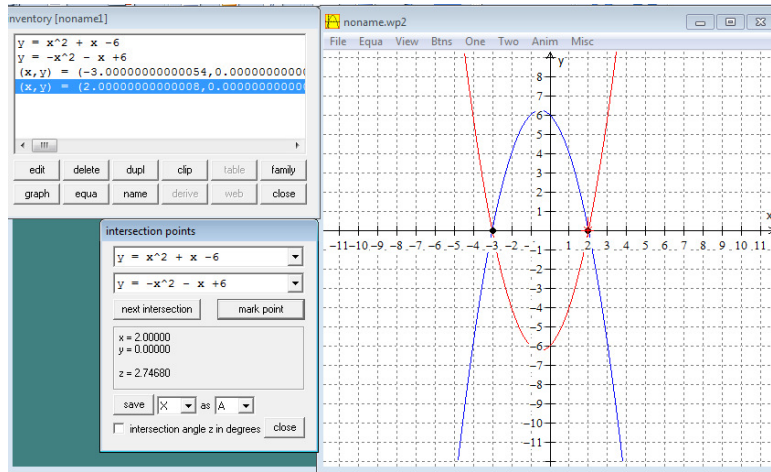 nventory [noname1]
y = x^2 + x -6
y = -x^2 - x +6
(x,y) = (-3.00000000000054,0.00000000000
(x,y) = (2.00000000000008,0.000000000000
edit delete dupl clip table family
graph equa name derive web close
intersection points
y = x^2 + x -6
y = -x^2 - x +6
next intersection mark point
x = 2.00000
y = 0.00000
z = 2.74680
save X as A
intersection angle z in degrees close
noname.wp2
File Equa View Btns One Two Anim Misc
y
8
7
6
5
4
3
2
1
x
-11 -10 -9 -8 -7 -6 -5 -4 -3 -2 -1 1 2 3 4 5 6 7 8 9 10 11
-1
-2
-3
-4
-5
-6
-7
-8
-9
-10
-11